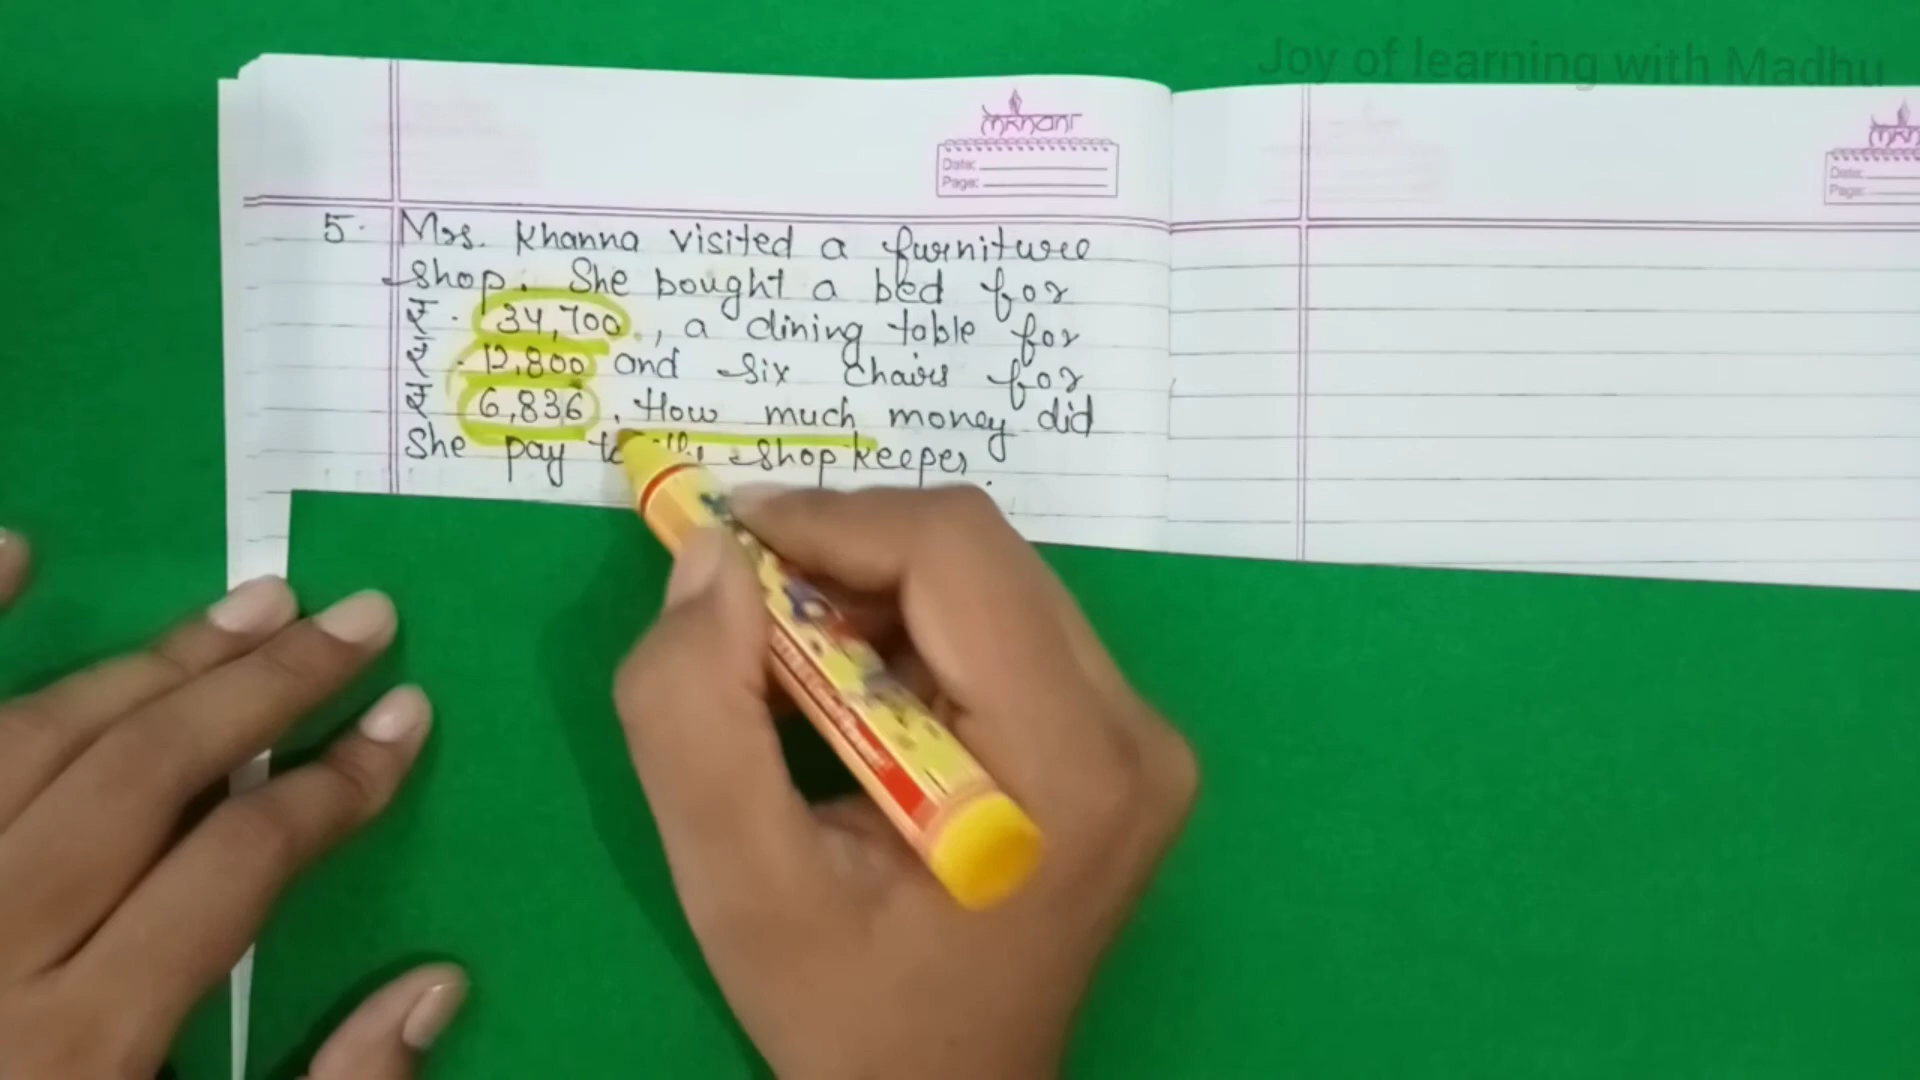 Joy of learning with Madhu
Date:
Page:
Date:
Page:
5. Mrs. Khanna visited a furniture
shop. She bought a bed for
₹. 34,700, a dining table for
₹. 12,800 and six chairs for
₹ 6,836. How much money did
She pay shopkeeper.